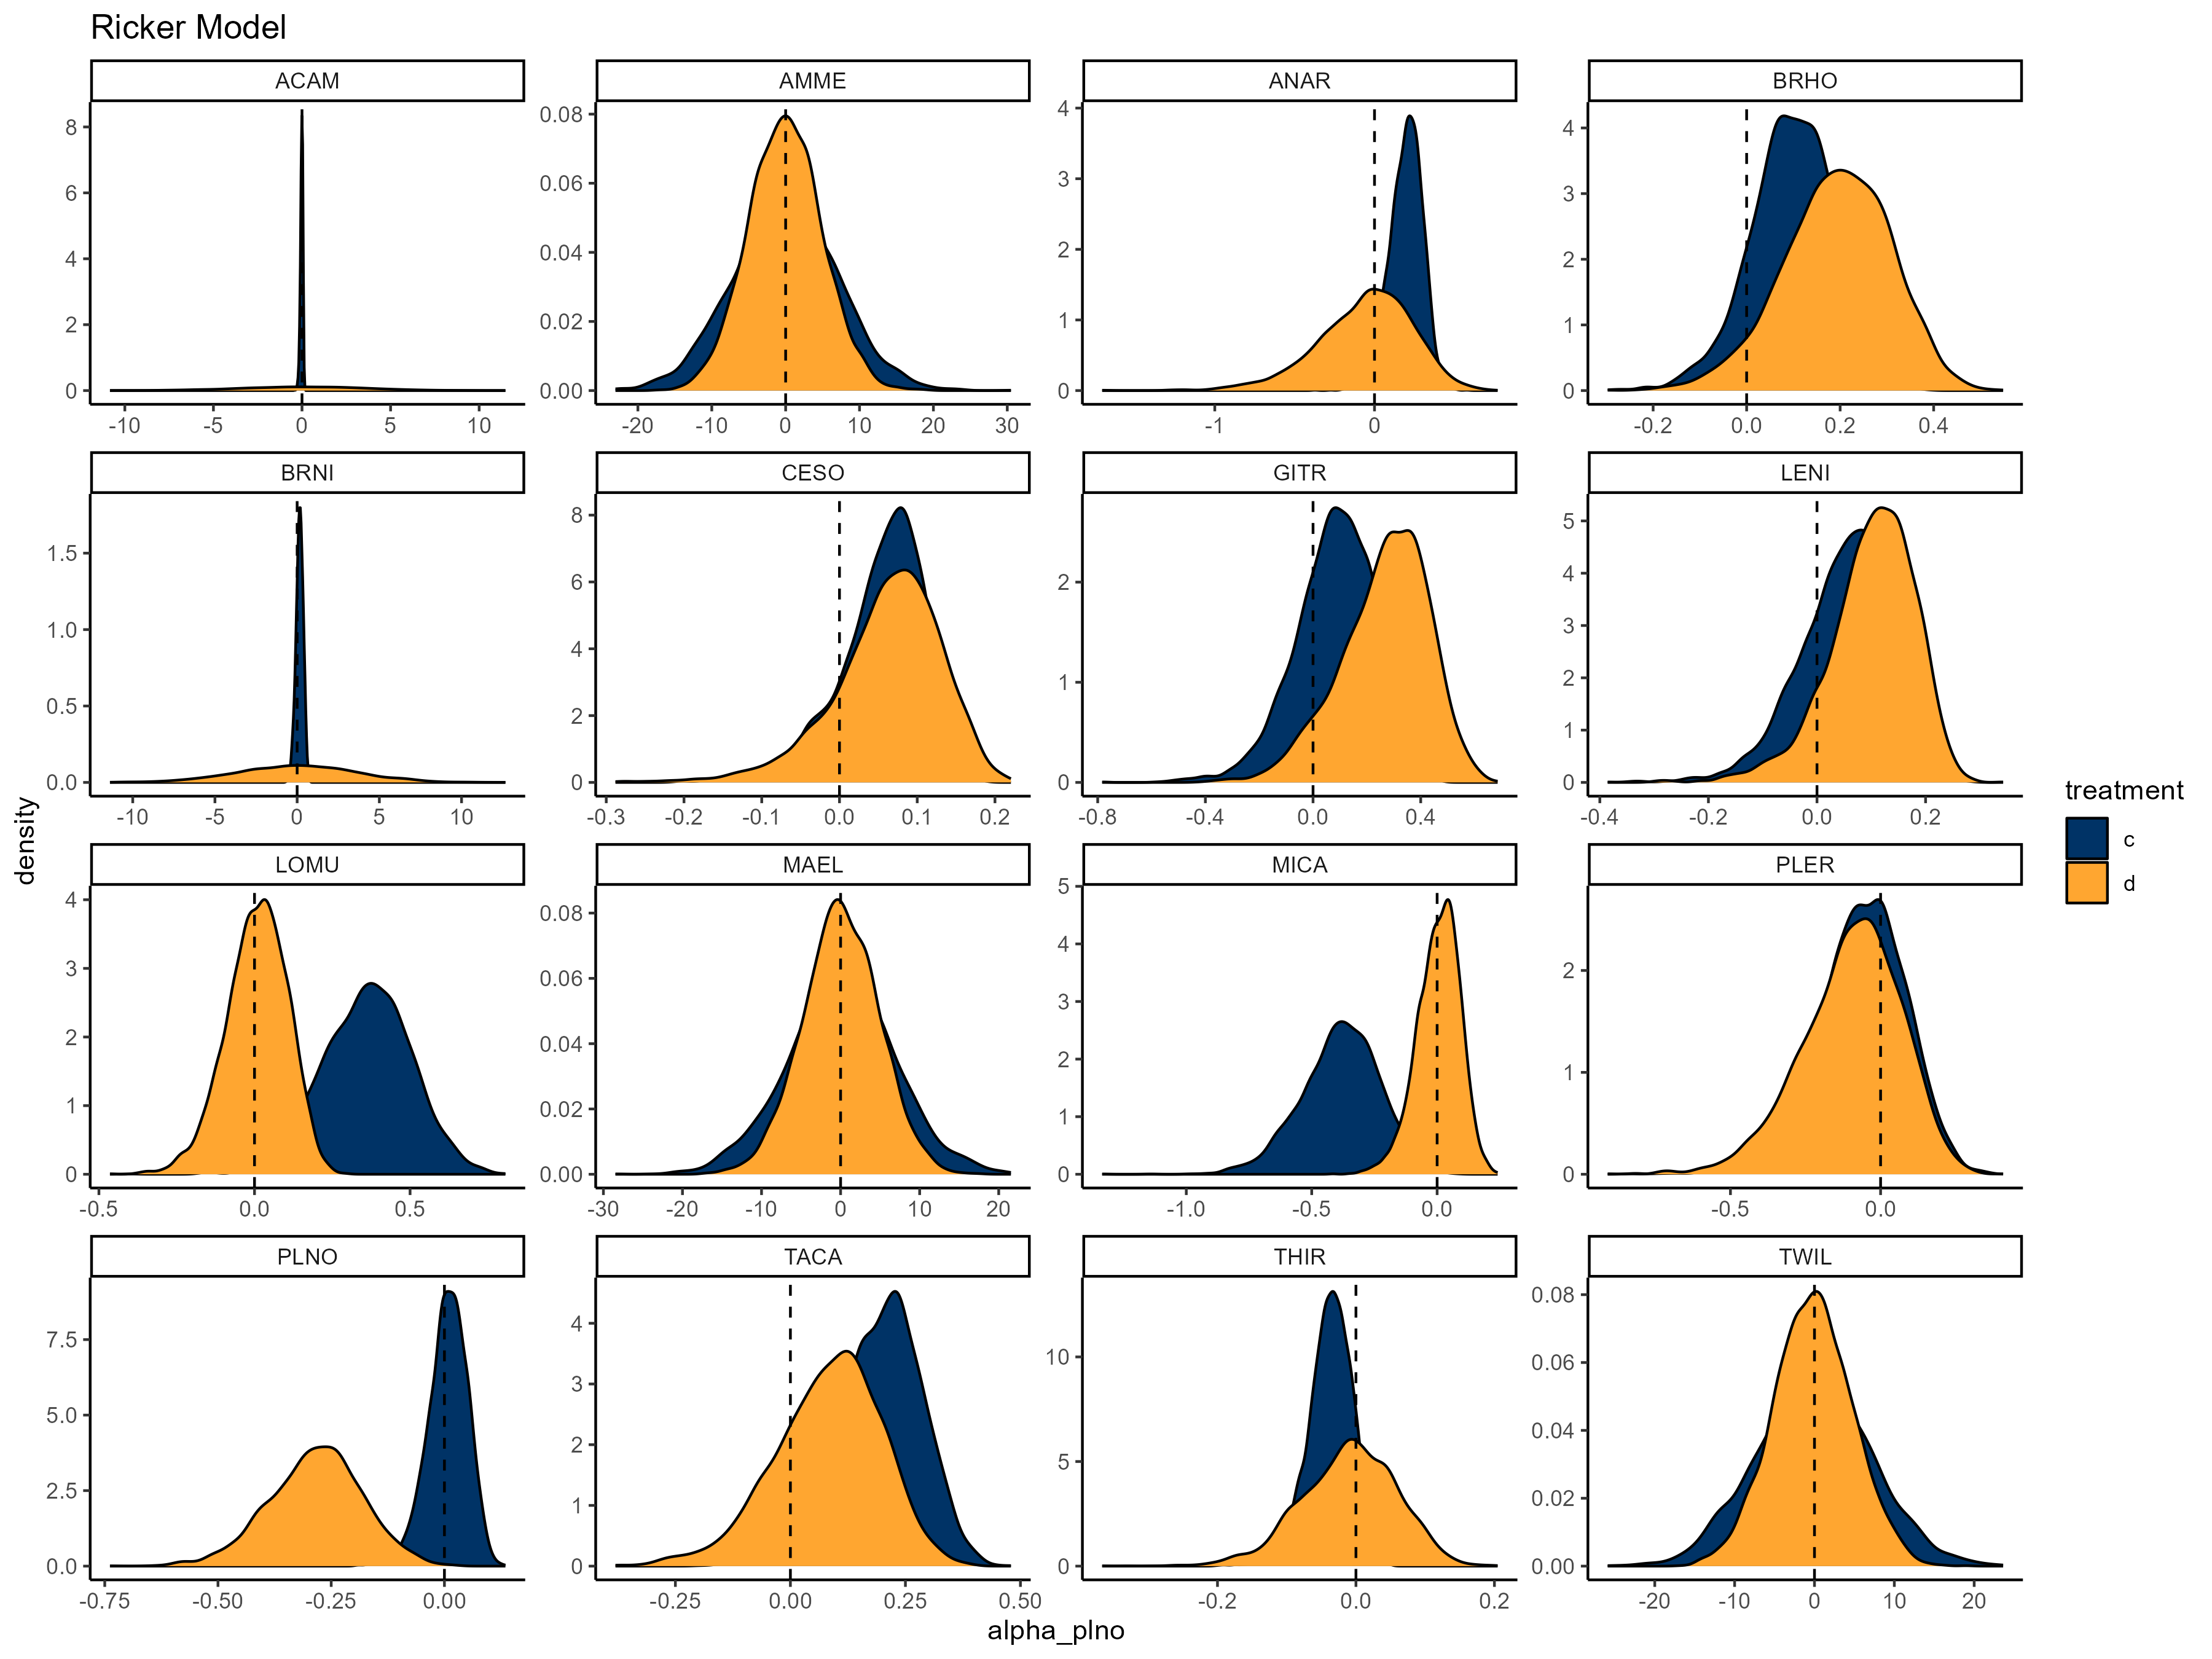 Ricker Model
ACAM AMME ANAR BRHO
8 6 4 2 0
-10 -5 0 5 10
0.08 0.06 0.04 0.02 0.00
-20 -10 0 10 20 30
4 3 2 1 0
-1 0
4 3 2 1 0
-0.2 0.0 0.2 0.4
BRNI CESO GITR LENI
1.5 1.0 0.5 0.0
-10 -5 0 5 10
8 6 4 2 0
-0.3 -0.2 -0.1 0.0 0.1 0.2
2 1 0
-0.8 -0.4 0.0 0.4
5 4 3 2 1 0
-0.4 -0.2 0.0 0.2
LOMU MAEL MICA PLER
4 3 2 1 0
-0.5 0.0 0.5
0.08 0.06 0.04 0.02 0.00
-30 -20 -10 0 10 20
5 4 3 2 1 0
-1.0 -0.5 0.0
2 1 0
-0.5 0.0
PLNO TACA THIR TWIL
7.5 5.0 2.5 0.0
-0.75 -0.50 -0.25 0.00
4 3 2 1 0
-0.25 0.00 0.25 0.50
10 5 0
-0.2 0.0 0.2
0.08 0.06 0.04 0.02 0.00
-20 -10 0 10 20
density
alpha_plno
treatment
c
d